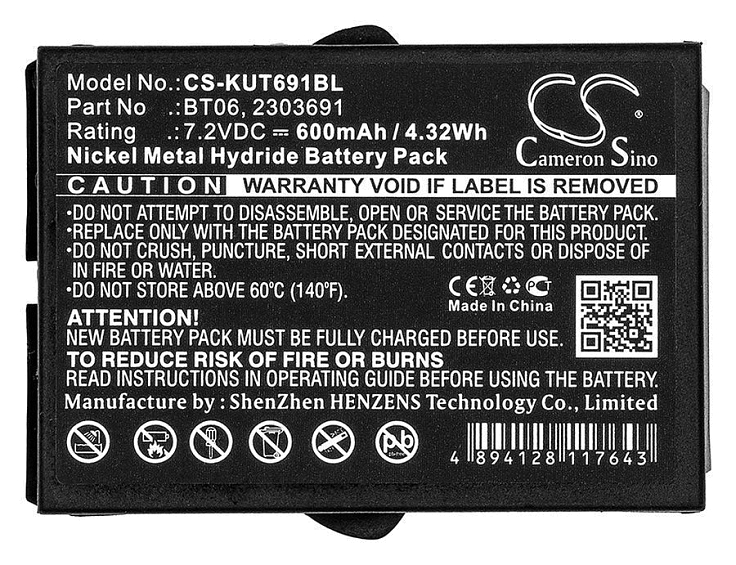 Model No.:CS-KUT691BL
Part No .:BT06, 2303691
Rating .:7.2VDC ⎓ 600mAh / 4.32Wh
Nickel Metal Hydride Battery Pack
Cameron Sino
CAUTION WARRANTY VOID IF LABEL IS REMOVED
•DO NOT ATTEMPT TO DISASSEMBLE, OPEN OR SERVICE THE BATTERY PACK.
•REPLACE ONLY WITH THE BATTERY PACK DESIGNATED FOR THIS PRODUCT.
•DO NOT CRUSH, PUNCTURE, SHORT EXTERNAL CONTACTS OR DISPOSE OF
IN FIRE OR WATER.
•DO NOT STORE ABOVE 60°C (140°F).
CE EAC
Made In China
ATTENTION!
NEW BATTERY PACK MUST BE FULLY CHARGED BEFORE USE!
TO REDUCE RISK OF FIRE OR BURNS
READ INSTRUCTIONS IN OPERATING GUIDE BEFORE USING THE BATTERY.
Manufacture by : ShenZhen HENZENS Technology Co., Limited.
pb
4 894128 117643